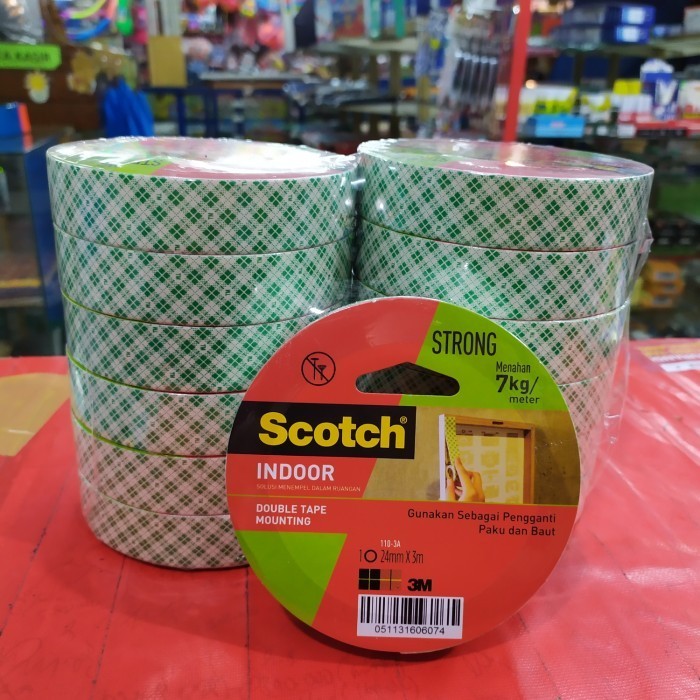 STRONG
Menahan
7kg/
meter
Scotch®
INDOOR
SOLUSI MENEMPEL DALAM RUANGAN
DOUBLE TAPE
MOUNTING
Gunakan Sebagai Pengganti
Paku dan Baut
110-3A
1 24mm X 3m
3M
051131606074